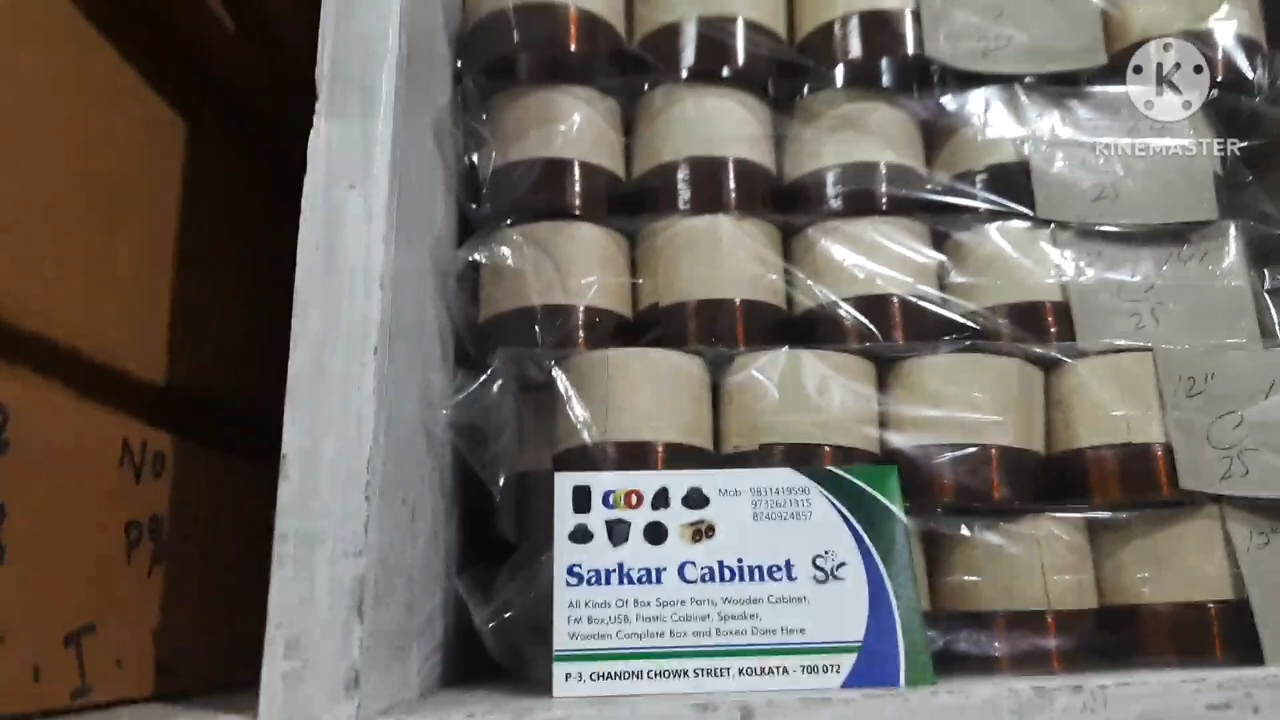 KINEMASTER
25
25
25
12"
C
25
12"
No
I.
Mob- 9831419590
9732621315
8240924857
Sarkar Cabinet Sc
All Kinds Of Box Spare Parts, Wooden Cabinet,
FM Box,USB, Plastic Cabinet, Speaker,
Wooden Complete Box and Boxed Done Here
P-3, CHANDNI CHOWK STREET, KOLKATA - 700 072